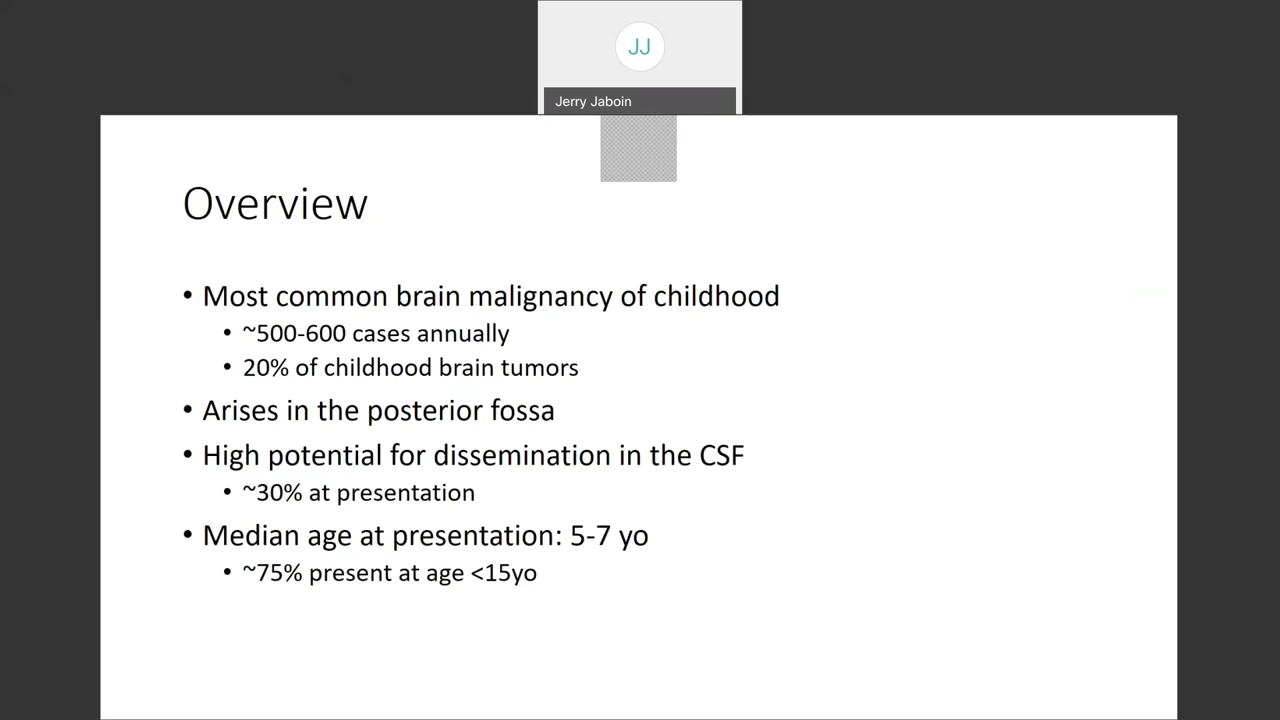 JJ
Jerry Jaboin
Overview
• Most common brain malignancy of childhood
• ~500-600 cases annually
• 20% of childhood brain tumors
• Arises in the posterior fossa
• High potential for dissemination in the CSF
• ~30% at presentation
• Median age at presentation: 5-7 yo
• ~75% present at age <15yo